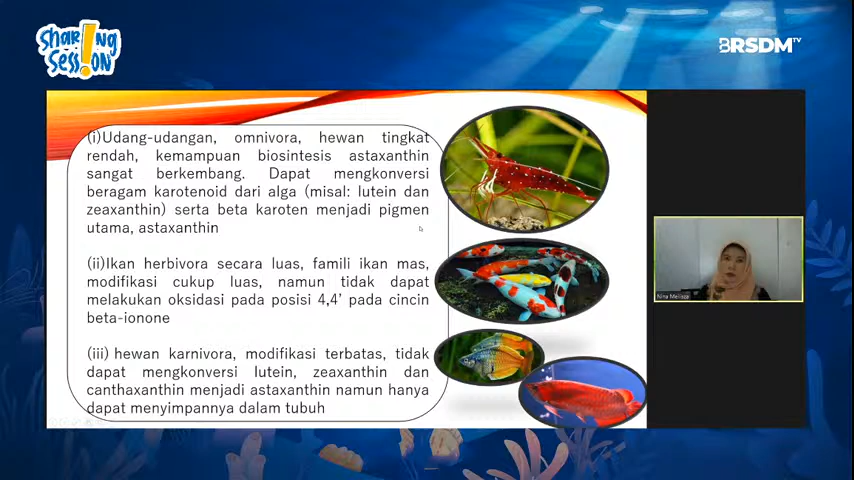 Sharing
Session
BRSDM TV
(i)Udang-udangan, omnivora, hewan tingkat
rendah, kemampuan biosintesis astaxanthin
sangat berkembang. Dapat mengkonversi
beragam karotenoid dari alga (misal: lutein dan
zeaxanthin) serta beta karoten menjadi pigmen
utama, astaxanthin
(ii)Ikan herbivora secara luas, famili ikan mas,
modifikasi cukup luas, namun tidak dapat
melakukan oksidasi pada posisi 4,4’ pada cincin
beta-ionone
(iii) hewan karnivora, modifikasi terbatas, tidak
dapat mengkonversi lutein, zeaxanthin dan
canthaxanthin menjadi astaxanthin namun hanya
dapat menyimpannya dalam tubuh
Nina Meilisza